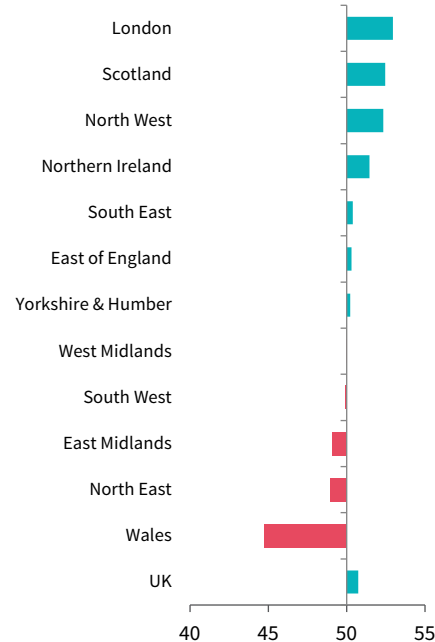 London
Scotland
North West
Northern Ireland
South East
East of England
Yorkshire & Humber
West Midlands
South West
East Midlands
North East
Wales
UK
40 45 50 55